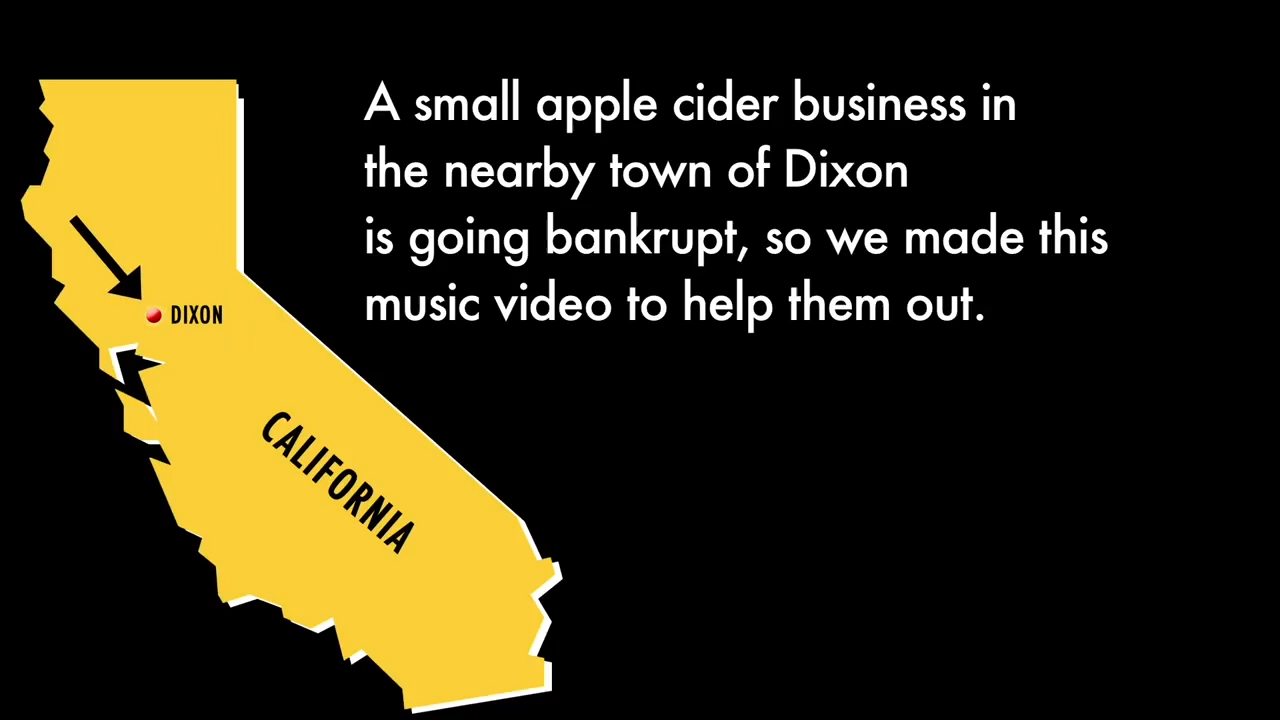 A small apple cider business in
the nearby town of Dixon
is going bankrupt, so we made this
music video to help them out.
DIXON
CALIFORNIA